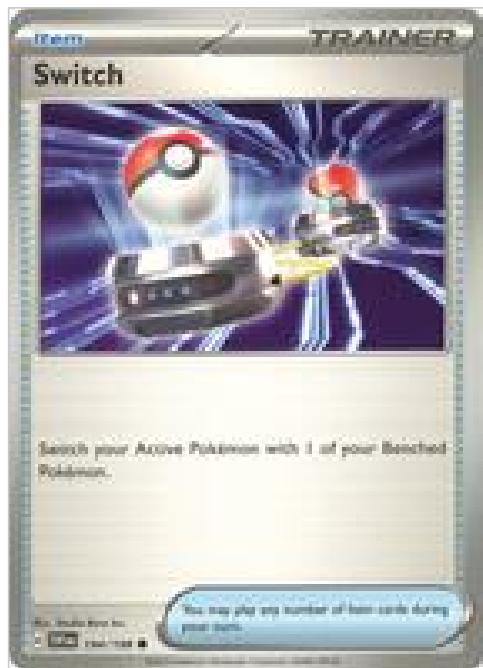 Item
TRAINER
Switch
Switch your Active Pokémon with 1 of your Benched
Pokémon.
You may play any number of Item cards during
your turn.